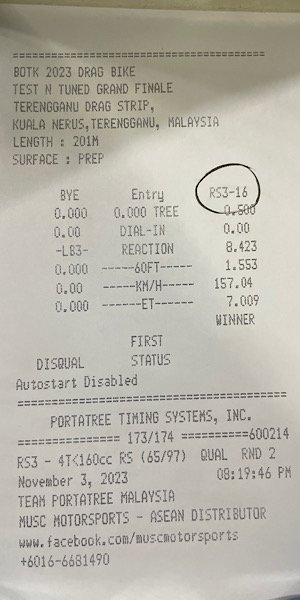 ==========================================
BOTK 2023 DRAG BIKE
TEST N TUNED GRAND FINALE
TERENGGANU DRAG STRIP,
KUALA NERUS,TERENGGANU, MALAYSIA
LENGTH : 201M
SURFACE : PREP
BYE Entry RS3-16
0.000 0.000 TREE 0.500
0.00 DIAL-IN 0.00
-LB3- REACTION 8.423
0.000 ------60FT------ 1.553
0.00 ------KM/H------ 157.04
0.000 -------ET------- 7.009
WINNER
FIRST
DISQUAL STATUS
Autostart Disabled
==========================================
PORTATREE TIMING SYSTEMS, INC.
=============== 173/174 ==========600214
RS3 - 4T<160cc RS (65/97) QUAL RND 2
November 3, 2023 08:19:46 PM
TEAM PORTATREE MALAYSIA
MUSC MOTORSPORTS - ASEAN DISTRIBUTOR
www.facebook.com/muscmotorsports
+6016-6681490